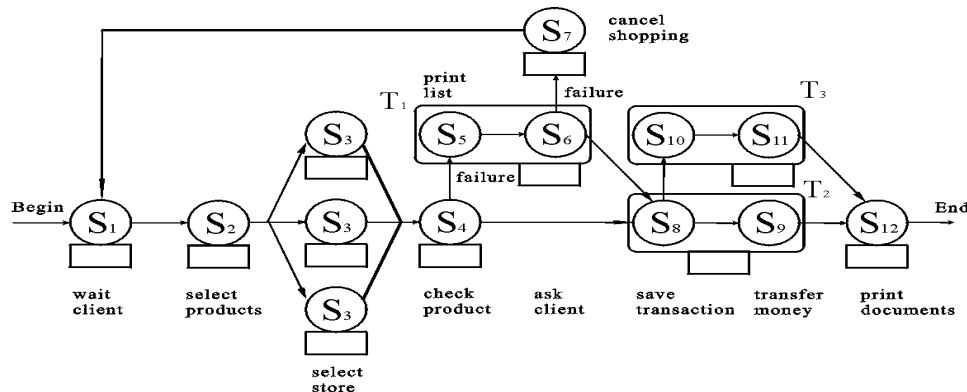 S7
cancel
shopping
print
list
T1
failure
T3
S3
S5
S6
S10
S11
failure
T2
Begin
S1
S2
S3
S4
S8
S9
S12
End
wait
client
select
products
S3
check
product
ask
client
save
transaction
transfer
money
print
documents
select
store